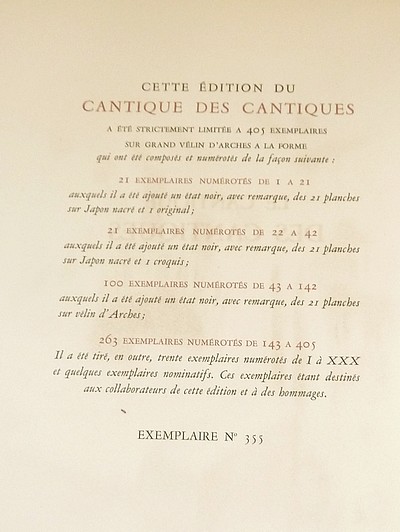 CETTE ÉDITION DU
CANTIQUE DES CANTIQUES
A ÉTÉ STRICTEMENT LIMITÉE A 405 EXEMPLAIRES
SUR GRAND VÉLIN D'ARCHES A LA FORME
qui ont été composés et numérotés de la façon suivante :
21 EXEMPLAIRES NUMÉROTÉS DE 1 A 21
auxquels il a été ajouté un état noir, avec remarque, des 21 planches
sur Japon nacré et 1 original;
21 EXEMPLAIRES NUMÉROTÉS DE 22 A 42
auxquels il a été ajouté un état noir, avec remarque, des 21 planches
sur Japon nacré et 1 croquis;
100 EXEMPLAIRES NUMÉROTÉS DE 43 A 142
auxquels il a été ajouté un état noir, avec remarque, des 21 planches
sur vélin d'Arches;
263 EXEMPLAIRES NUMÉROTÉS DE 143 A 405
Il a été tiré, en outre, trente exemplaires numérotés de I à XXX
et quelques exemplaires nominatifs. Ces exemplaires étant destinés
aux collaborateurs de cette édition et à des hommages.
EXEMPLAIRE Nº 355